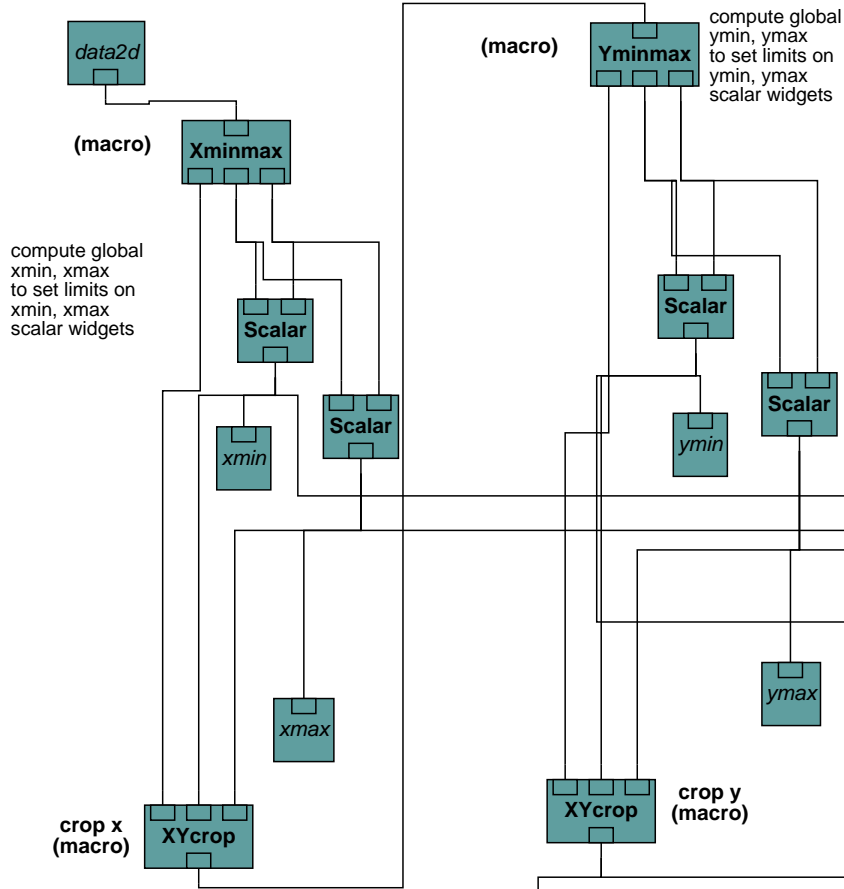 data2d
(macro)
Xminmax
compute global
xmin, xmax
to set limits on
xmin, xmax
scalar widgets
Scalar
Scalar
xmin
xmax
crop x
(macro)
XYcrop
(macro)
Yminmax
compute global
ymin, ymax
to set limits on
ymin, ymax
scalar widgets
Scalar
Scalar
ymin
ymax
XYcrop
crop y
(macro)